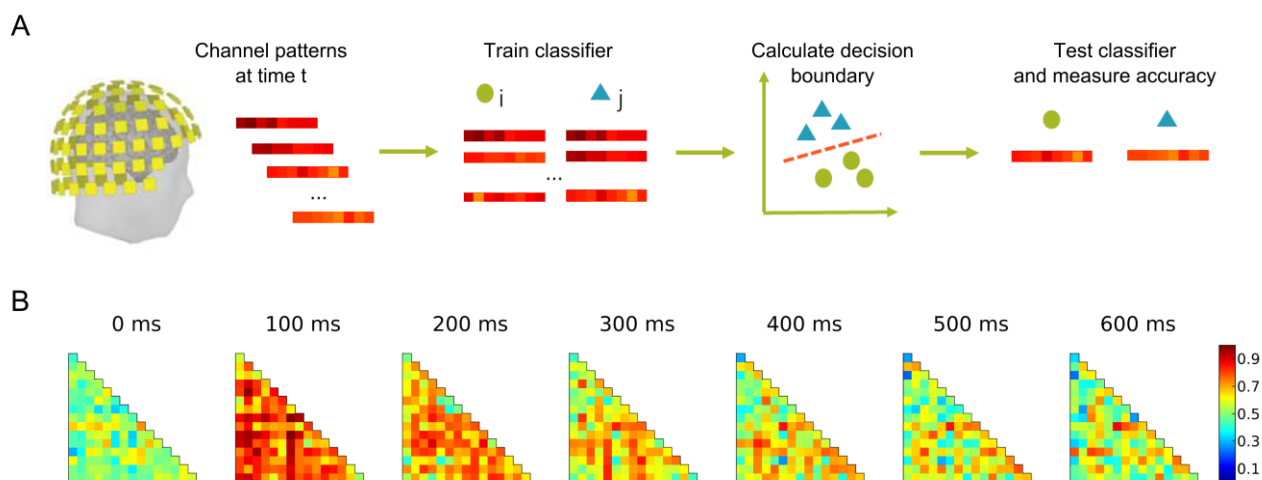 A
Channel patterns
at time t
Train classifier
Calculate decision
boundary
Test classifier
and measure accuracy
i
j
...
...
B
0 ms
100 ms
200 ms
300 ms
400 ms
500 ms
600 ms
0.9
0.7
0.5
0.3
0.1